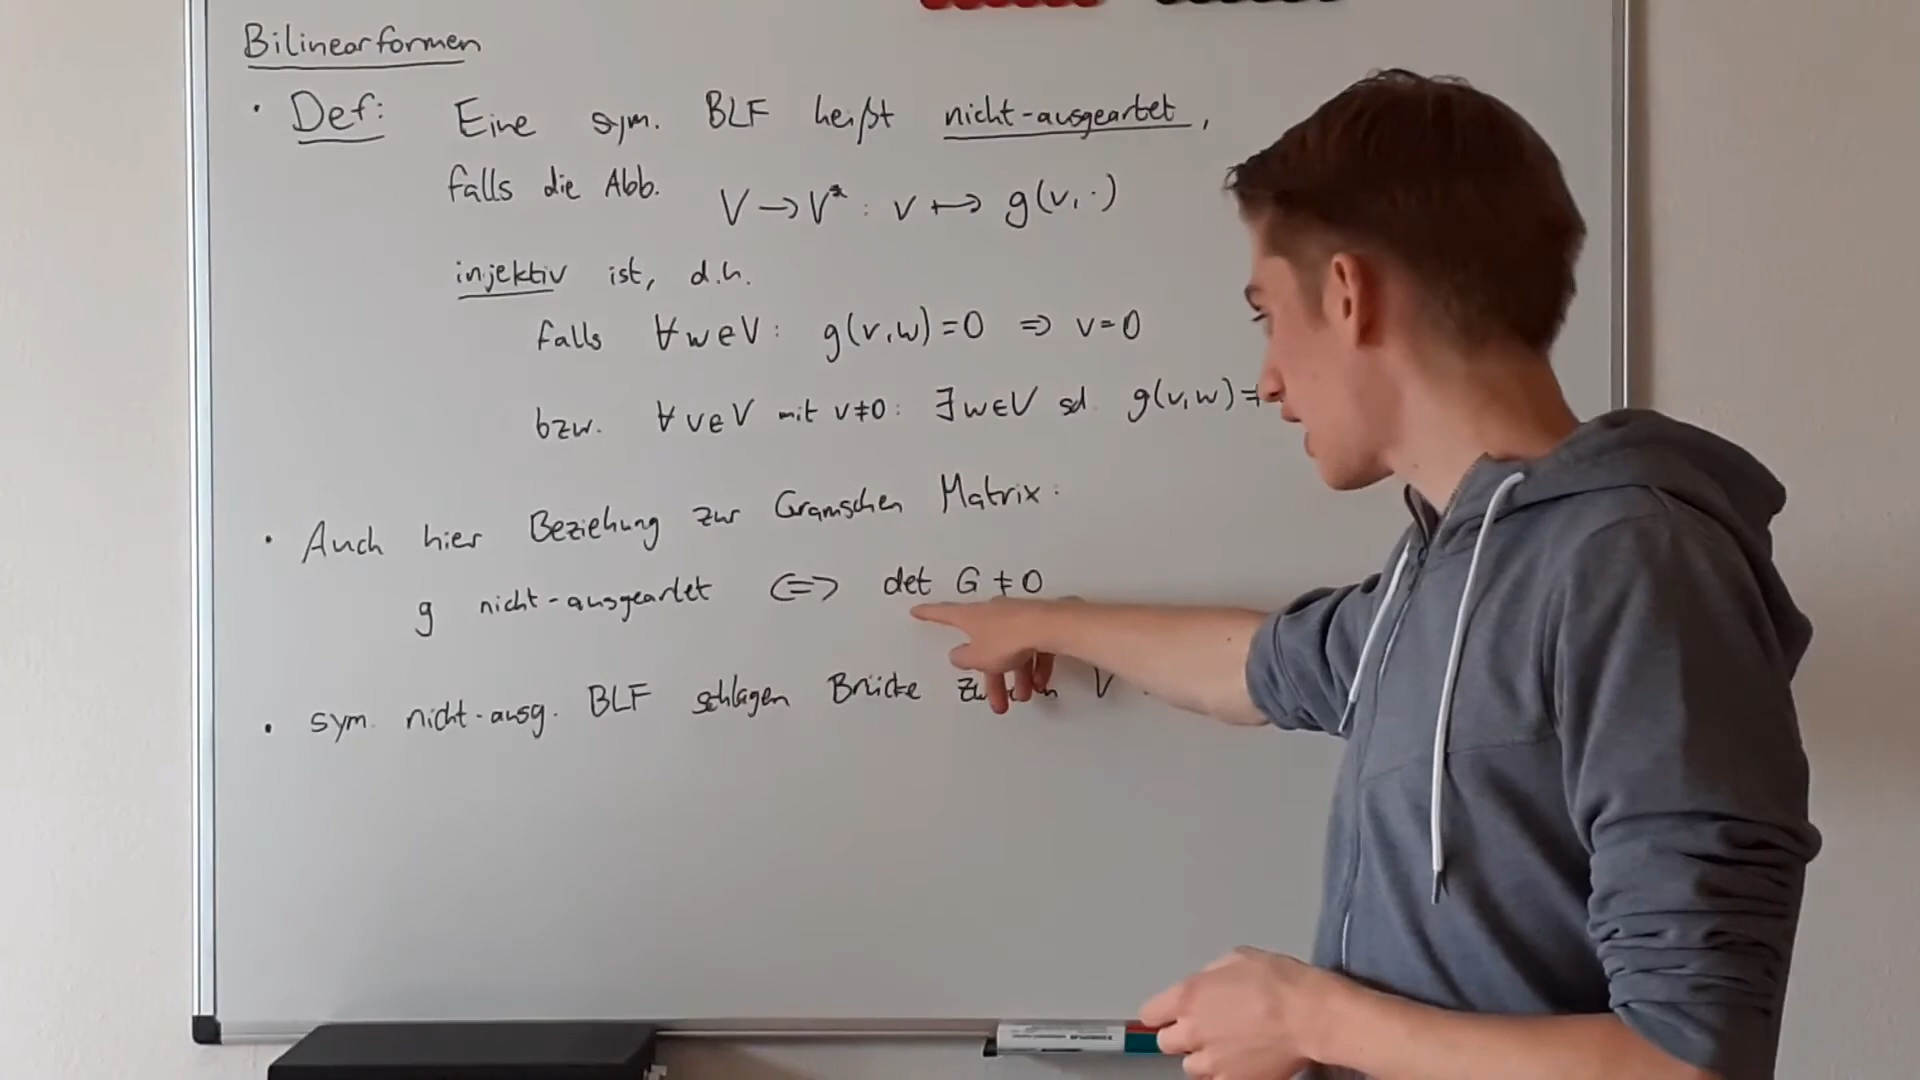 Bilinearformen
· Def: Eine sym. BLF heißt nicht-ausgeartet,
falls die Abb. V → V* : v ↦ g(v, ·)
injektiv ist, d.h.
falls ∀ w ∈ V : g(v,w) = 0 ⇒ v = 0
bzw. ∀ v ∈ V mit v ≠ 0 : ∃ w ∈ V sd. g(v,w) ≠
· Auch hier Beziehung zur Gramschen Matrix:
g nicht-ausgeartet ⇔ det G ≠ 0
· sym. nicht-ausg. BLF schlagen Brücke V